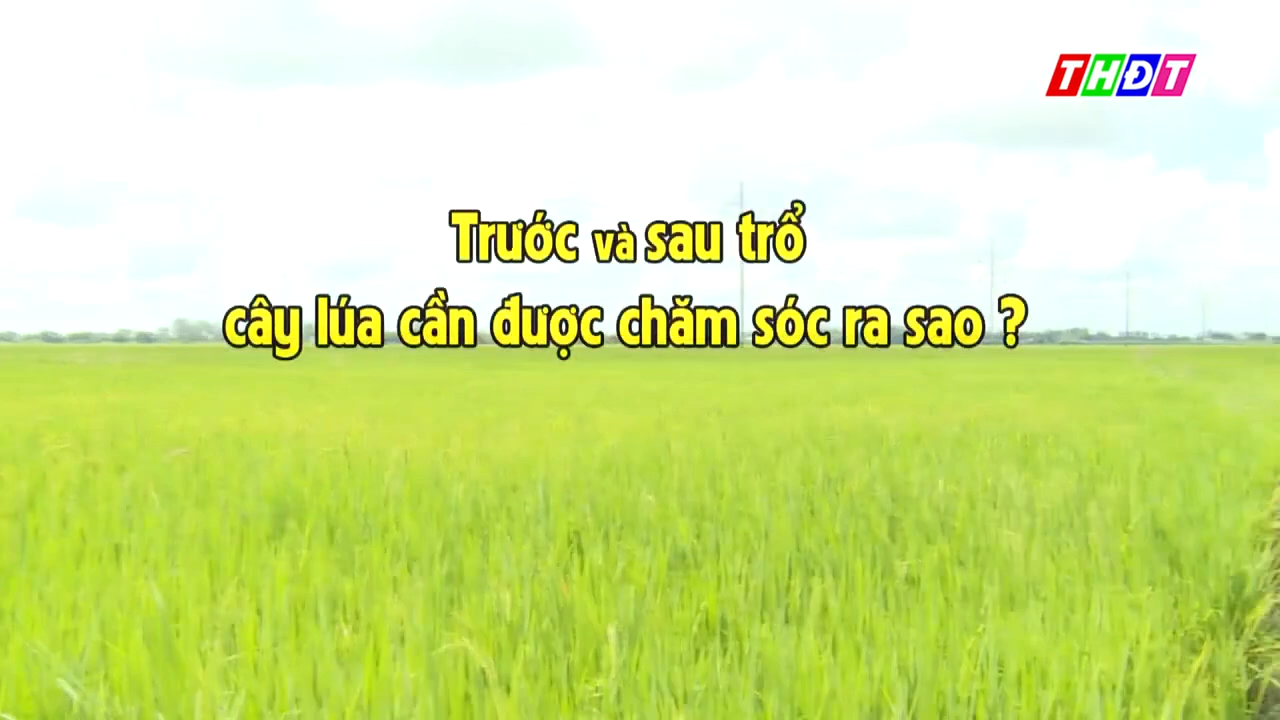 THĐT
Trước và sau trổ
cây lúa cần được chăm sóc ra sao ?